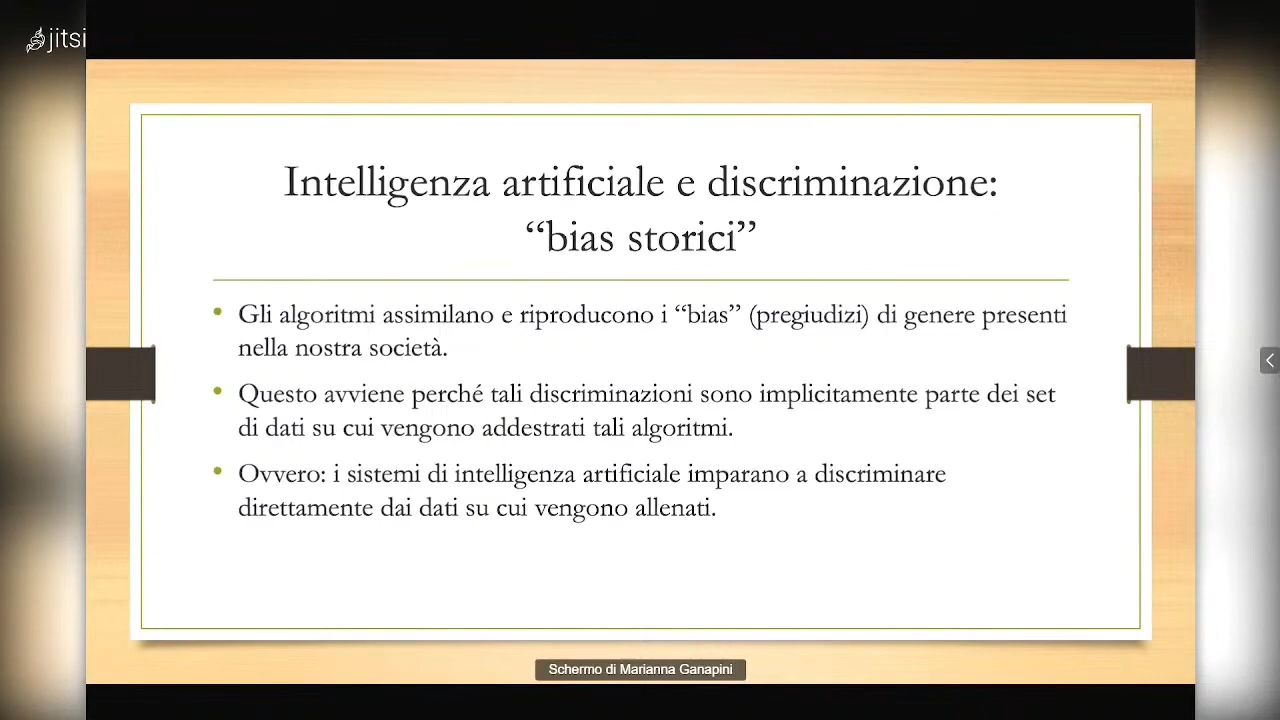 jitsi
Intelligenza artificiale e discriminazione:
“bias storici”
• Gli algoritmi assimilano e riproducono i “bias” (pregiudizi) di genere presenti
nella nostra società.
• Questo avviene perché tali discriminazioni sono implicitamente parte dei set
di dati su cui vengono addestrati tali algoritmi.
• Ovvero: i sistemi di intelligenza artificiale imparano a discriminare
direttamente dai dati su cui vengono allenati.
Schermo di Marianna Ganapini